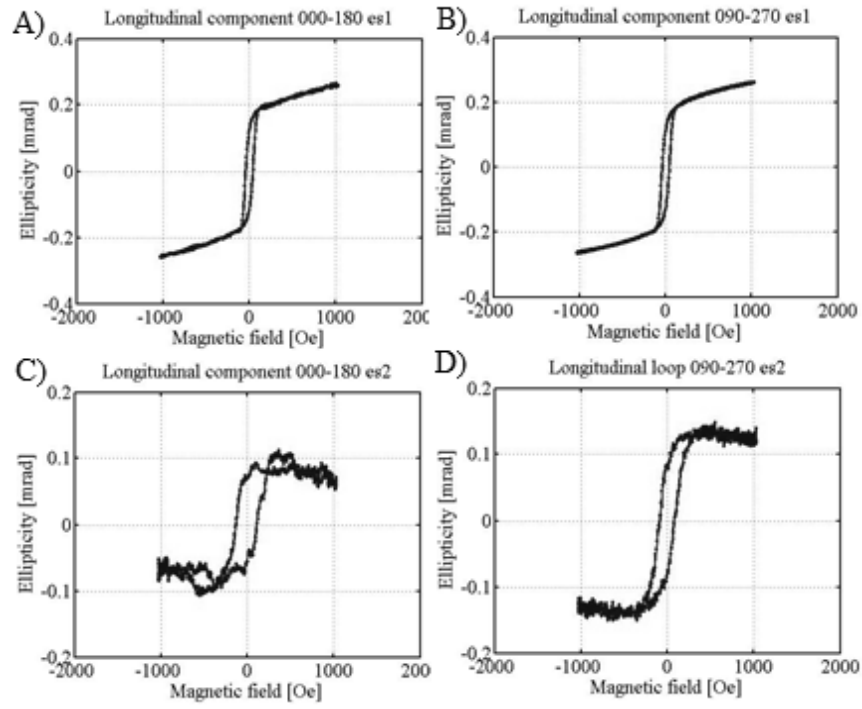 A)
Longitudinal component 000-180 es1
0.4
0.2
0
-0.2
-0.4
-2000 -1000 0 1000 200
Ellipticity [mrad]
Magnetic field [Oe]
B)
Longitudinal component 090-270 es1
0.4
0.2
0
-0.2
-0.4
-2000 -1000 0 1000 2000
Ellipticity [mrad]
Magnetic field [Oe]
C)
Longitudinal component 000-180 es2
0.2
0.1
0
-0.1
-0.2
-2000 -1000 0 1000 200
Ellipticity [mrad]
Magnetic field [Oe]
D)
Longitudinal loop 090-270 es2
0.2
0.1
0
-0.1
-0.2
-2000 -1000 0 1000 2000
Ellipticity [mrad]
Magnetic field [Oe]